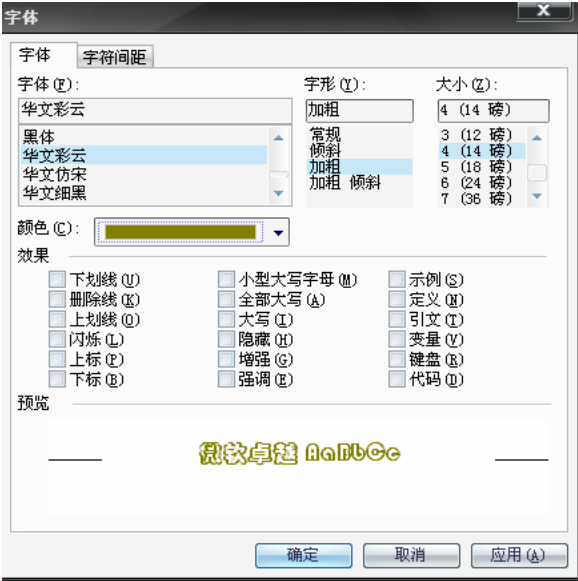 字体
字体 字符间距
字体(F): 字形(Y): 大小(Z):
华文彩云 加粗 4 (14 磅)
黑体 常规 3 (12 磅)
华文彩云 倾斜 4 (14 磅)
华文仿宋 加粗 5 (18 磅)
华文细黑 加粗 倾斜 6 (24 磅)
7 (36 磅)
颜色(C):
效果
下划线(U) 小型大写字母(M) 示例(S)
删除线(K) 全部大写(A) 定义(N)
上划线(O) 大写(I) 引文(T)
闪烁(L) 隐藏(H) 变量(V)
上标(P) 增强(G) 键盘(R)
下标(B) 强调(E) 代码(D)
预览
微软卓越 AaBbCc
确定 取消 应用(A)